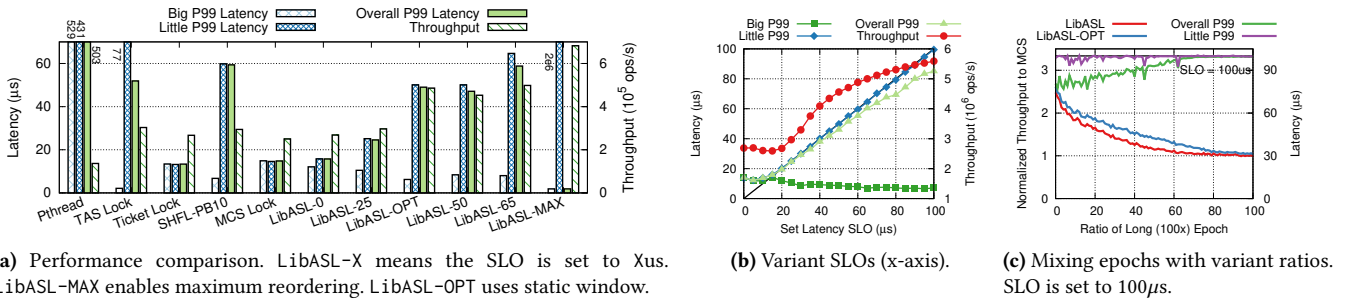 Big P99 Latency
Little P99 Latency
Overall P99 Latency
Throughput
529
431
503
77
2e6
60
40
20
0
Latency (µs)
6
4
2
0
Throughput (10⁵ ops/s)
Pthread
TAS Lock
Ticket Lock
SHFL-PB10
MCS Lock
LibASL-0
LibASL-25
LibASL-OPT
LibASL-50
LibASL-65
LibASL-MAX
a) Performance comparison. LibASL-X means the SLO is set to Xus.
LibASL-MAX enables maximum reordering. LibASL-OPT uses static window.
Big P99
Little P99
Overall P99
Throughput
100
80
60
40
20
0
Latency (µs)
6
5
4
3
2
1
Throughput (10⁶ ops/s)
0 20 40 60 80 100
Set Latency SLO (µs)
(b) Variant SLOs (x-axis).
LibASL
LibASL-OPT
Overall P99
Little P99
SLO = 100us
3
2
1
0
Normalized Throughput to MCS
90
60
30
0
Latency (µs)
0 20 40 60 80 100
Ratio of Long (100x) Epoch
(c) Mixing epochs with variant ratios.
SLO is set to 100µs.